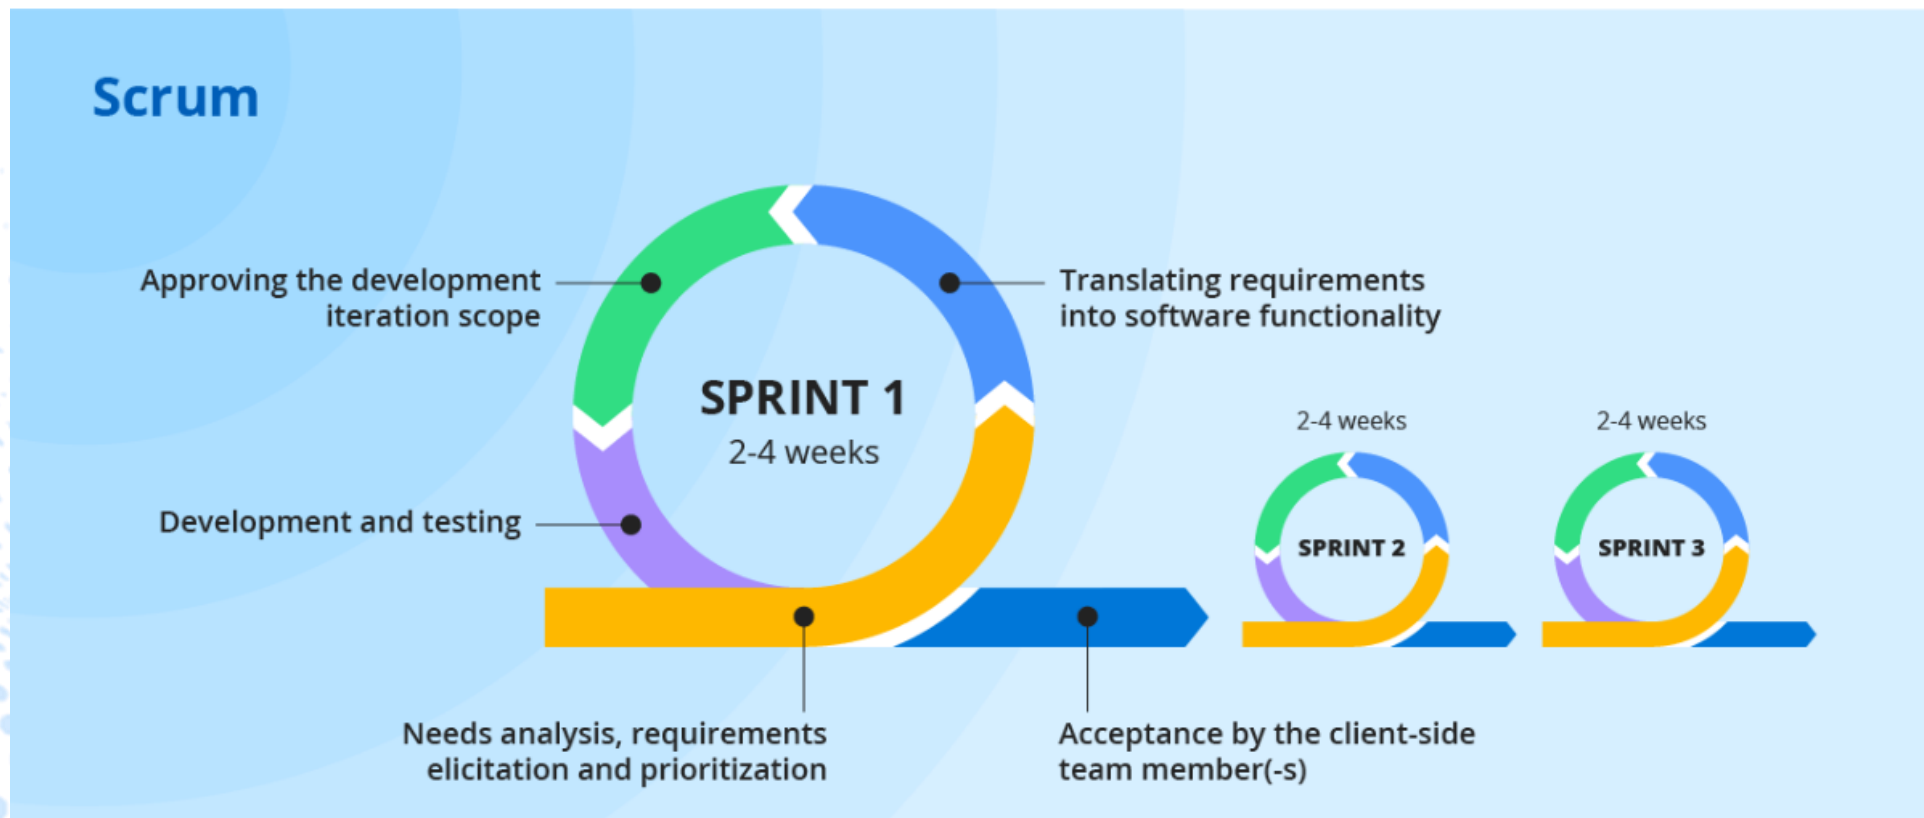 Scrum
Approving the development
iteration scope
Translating requirements
into software functionality
SPRINT 1
2-4 weeks
Development and testing
Needs analysis, requirements
elicitation and prioritization
Acceptance by the client-side
team member(-s)
2-4 weeks
SPRINT 2
2-4 weeks
SPRINT 3